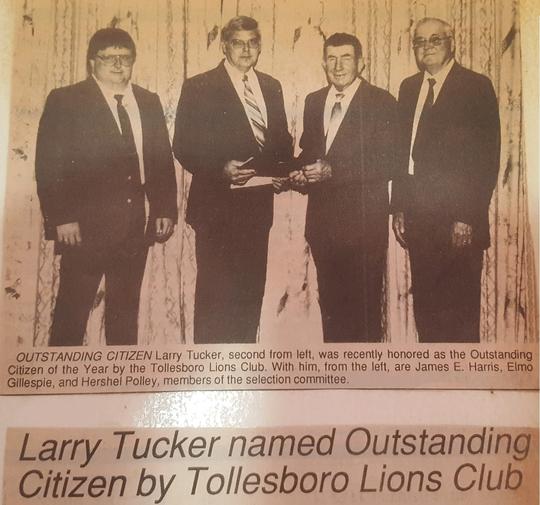 OUTSTANDING CITIZEN Larry Tucker, second from left, was recently honored as the Outstanding
Citizen of the Year by the Tollesboro Lions Club. With him, from the left, are James E. Harris, Elmo
Gillespie, and Hershel Polley, members of the selection committee.
Larry Tucker named Outstanding
Citizen by Tollesboro Lions Club